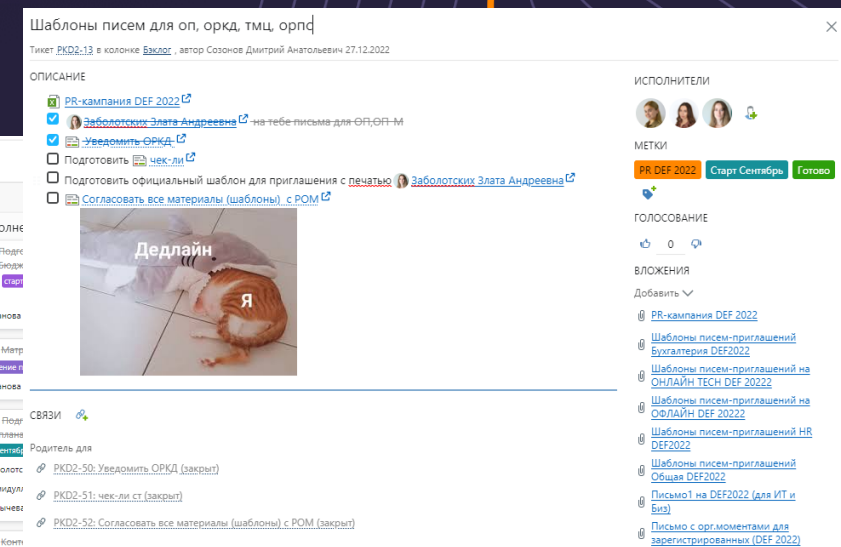 Шаблоны писем для оп, оркд, тмц, орпс
Тикет PKD2-13 в колонке Бэклог , автор Созонов Дмитрий Анатольевич 27.12.2022
ОПИСАНИЕ
PR-кампания DEF 2022
Заболотских Злата Андреевна на тебе письма для ОП,ОП М
Уведомить ОРКД
Подготовить чек-ли
Подготовить официальный шаблон для приглашения с печатью Заболотских Злата Андреевна
Согласовать все материалы (шаблоны) с РОМ
Дедлайн
Я
СВЯЗИ
Родитель для
PKD2-50: Уведомить ОРКД (закрыт)
PKD2-51: чек-ли ст (закрыт)
PKD2-52: Согласовать все материалы (шаблоны) с РОМ (закрыт)
ИСПОЛНИТЕЛИ
МЕТКИ
PR DEF 2022 Старт Сентябрь Готово
ГОЛОСОВАНИЕ
0
ВЛОЖЕНИЯ
Добавить
PR-кампания DEF 2022
Шаблоны писем-приглашений
Бухгалтерия DEF2022
Шаблоны писем-приглашений на
ОНЛАЙН TECH DEF 20222
Шаблоны писем-приглашений на
ОФЛАЙН DEF 20222
Шаблоны писем-приглашений HR
DEF2022
Шаблоны писем-приглашений
Общая DEF2022
Письмо1 на DEF2022 (для ИТ и
Биз)
Письмо с орг.моментами для
зарегистрированных (DEF 2022)